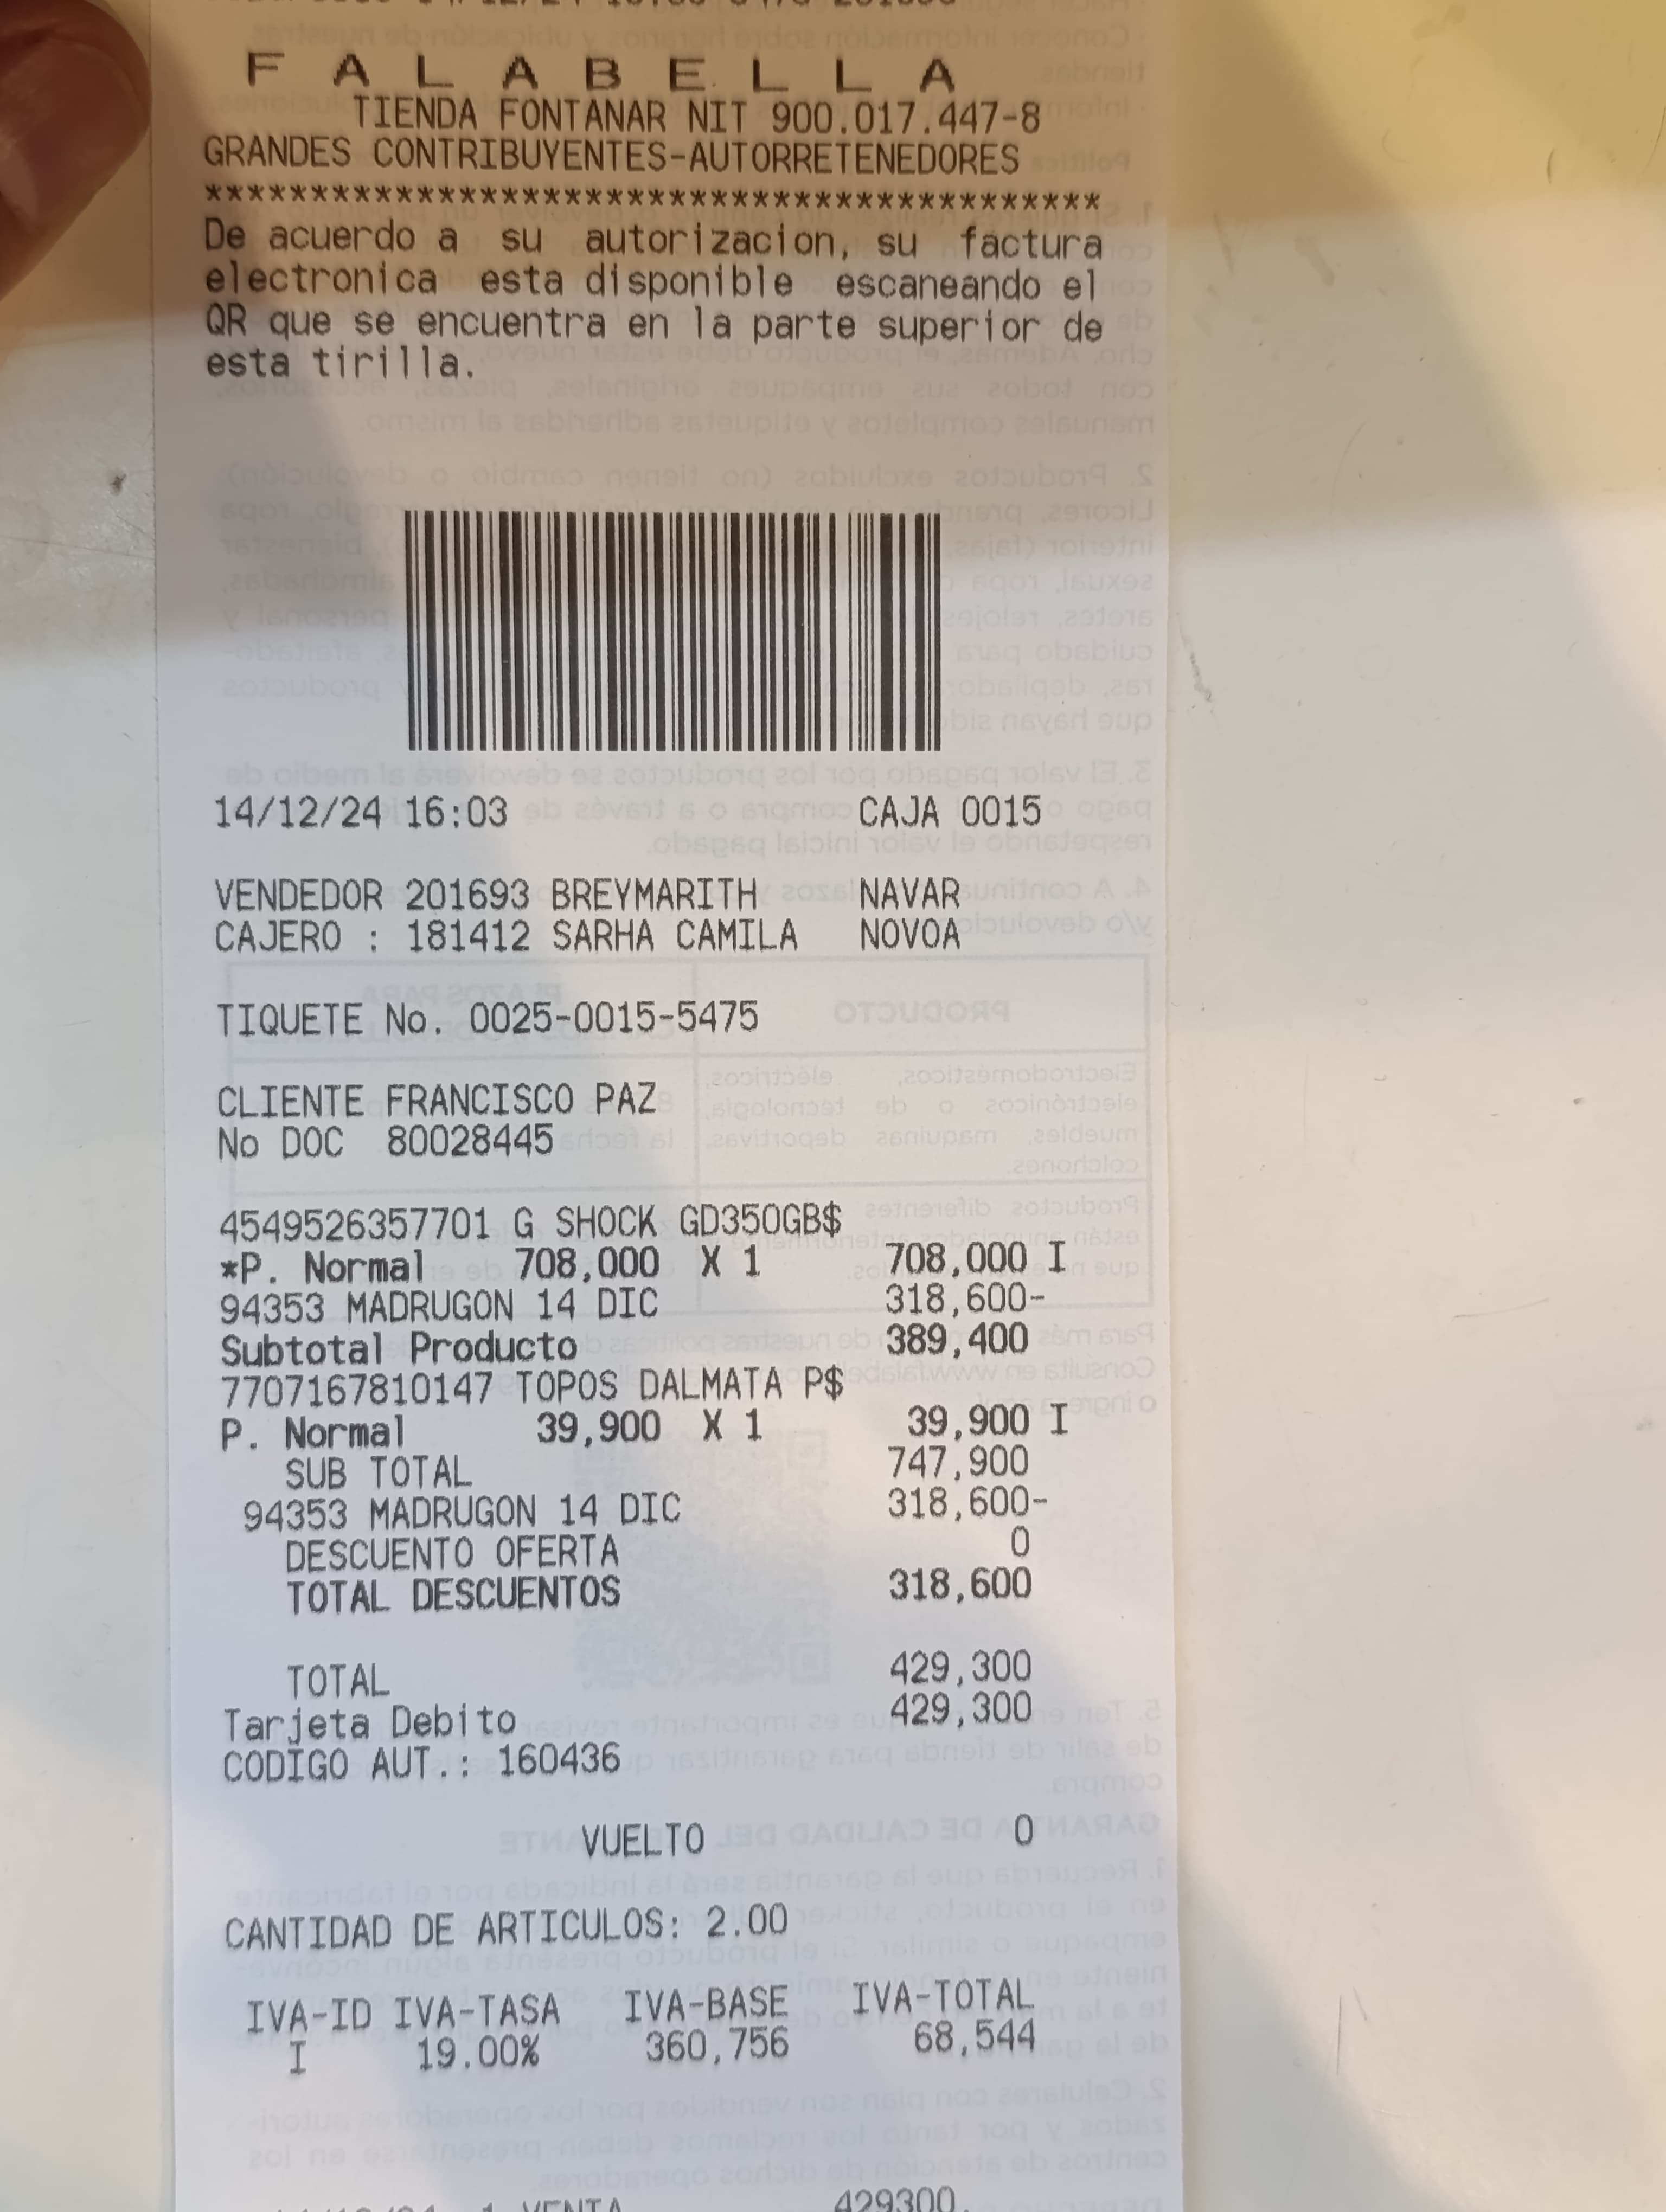 F A L A B E L L A
TIENDA FONTANAR NIT 900.017.447-8
GRANDES CONTRIBUYENTES-AUTORRETENEDORES
*******************************************
De acuerdo a su autorizacion, su factura
electronica esta disponible escaneando el
QR que se encuentra en la parte superior de
esta tirilla.
14/12/24 16:03 CAJA 0015
VENDEDOR 201693 BREYMARITH NAVAR
CAJERO : 181412 SARHA CAMILA NOVOA
TIQUETE No. 0025-0015-5475
CLIENTE FRANCISCO PAZ
No DOC 80028445
4549526357701 G SHOCK GD350GB$
*P. Normal 708,000 X 1 708,000 I
94353 MADRUGON 14 DIC 318,600-
Subtotal Producto 389,400
7707167810147 TOPOS DALMATA P$
P. Normal 39,900 X 1 39,900 I
SUB TOTAL 747,900
94353 MADRUGON 14 DIC 318,600-
DESCUENTO OFERTA 0
TOTAL DESCUENTOS 318,600
TOTAL 429,300
Tarjeta Debito 429,300
CODIGO AUT.: 160436
VUELTO 0
CANTIDAD DE ARTICULOS: 2.00
IVA-ID IVA-TASA IVA-BASE IVA-TOTAL
I 19.00% 360,756 68,544
1 VENTA 429300.